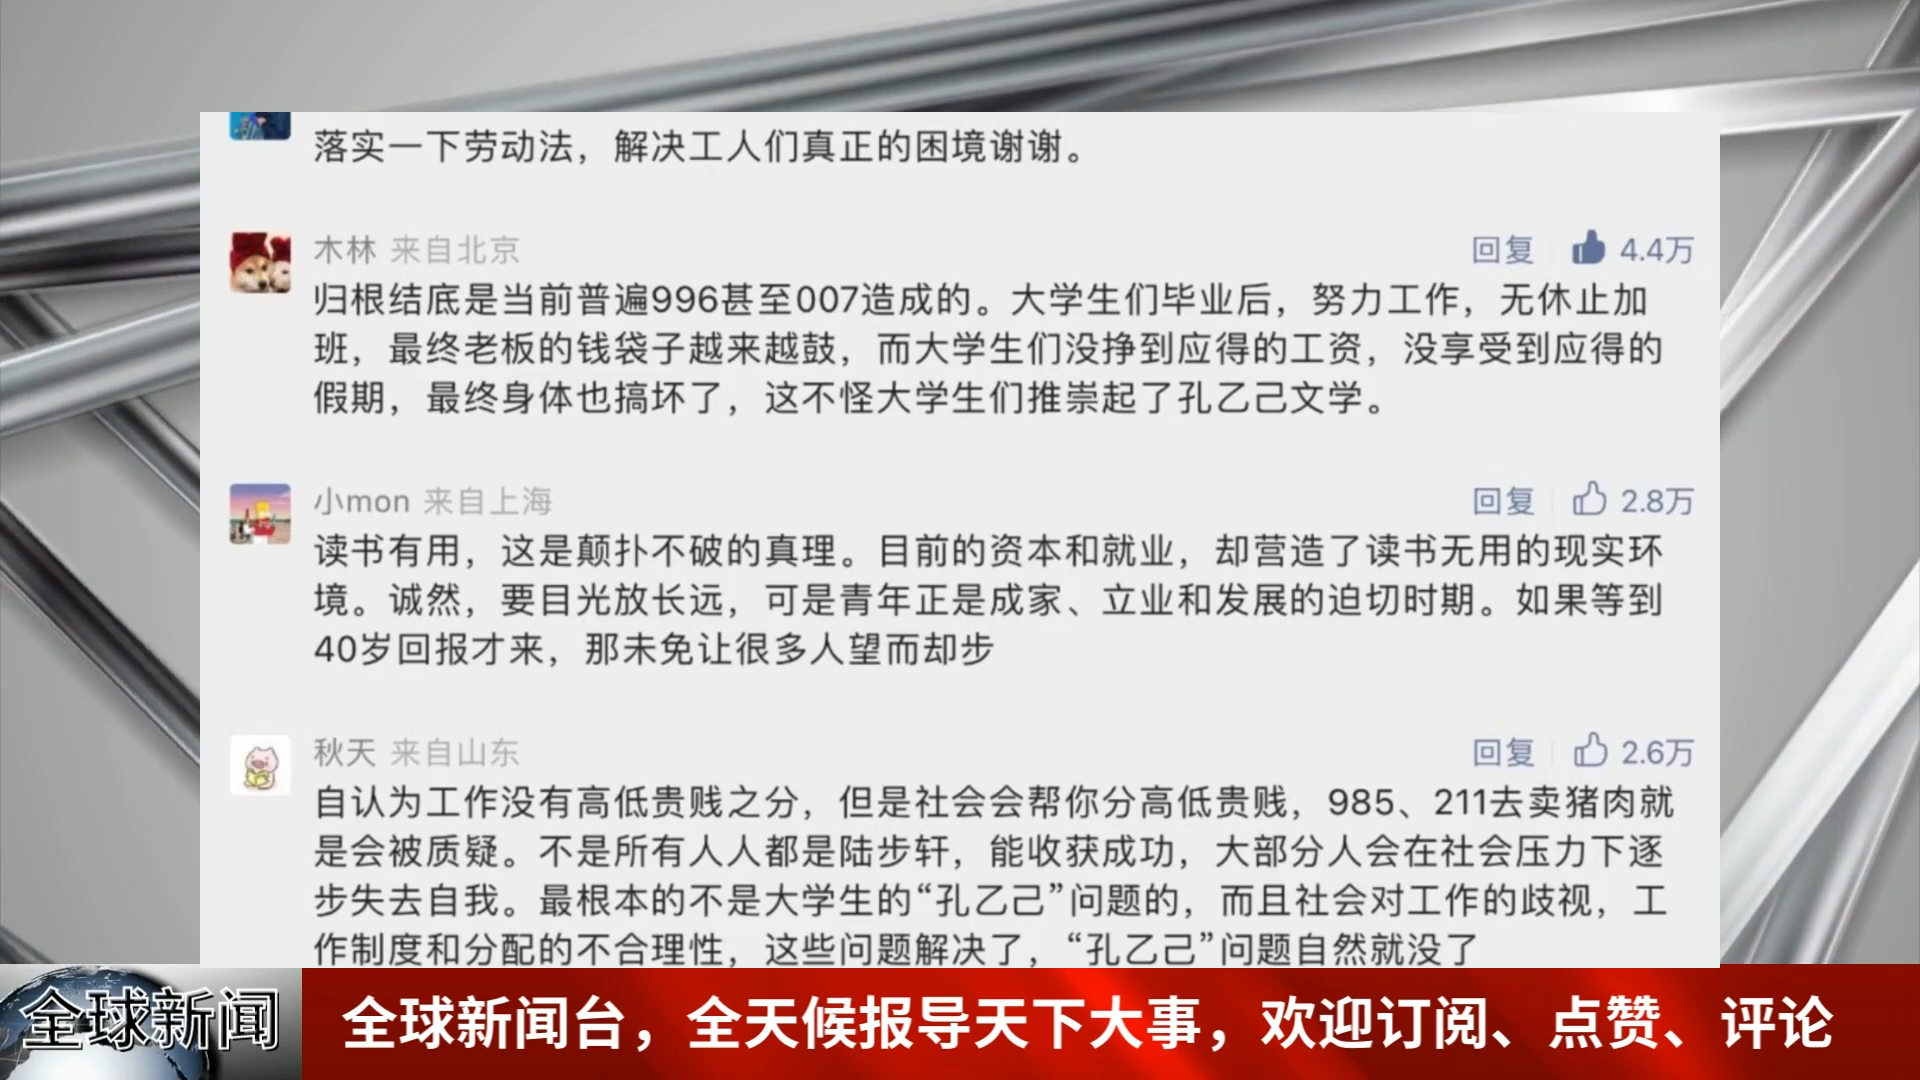 落实一下劳动法，解决工人们真正的困境谢谢。
木林 来自北京 回复 4.4万
归根结底是当前普遍996甚至007造成的。大学生们毕业后，努力工作，无休止加
班，最终老板的钱袋子越来越鼓，而大学生们没挣到应得的工资，没享受到应得的
假期，最终身体也搞坏了，这不怪大学生们推崇起了孔乙己文学。
小mon 来自上海 回复 2.8万
读书有用，这是颠扑不破的真理。目前的资本和就业，却营造了读书无用的现实环
境。诚然，要目光放长远，可是青年正是成家、立业和发展的迫切时期。如果等到
40岁回报才来，那未免让很多人望而却步
秋天 来自山东 回复 2.6万
自认为工作没有高低贵贱之分，但是社会会帮你分高低贵贱，985、211去卖猪肉就
是会被质疑。不是所有人人都是陆步轩，能收获成功，大部分人会在社会压力下逐
步失去自我。最根本的不是大学生的“孔乙己”问题的，而且社会对工作的歧视，工
作制度和分配的不合理性，这些问题解决了，“孔乙己”问题自然就没了
全球新闻
全球新闻台，全天候报导天下大事，欢迎订阅、点赞、评论